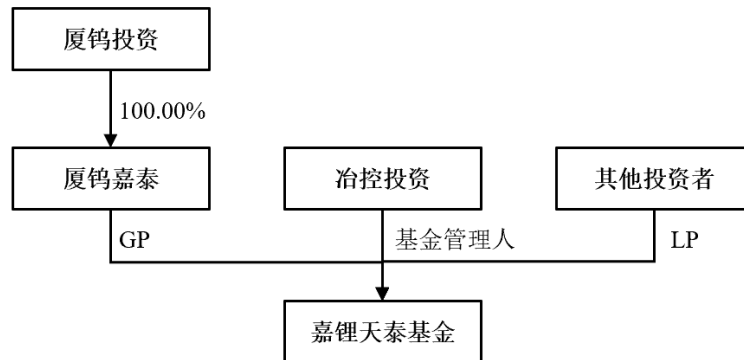 厦钨投资
100.00%
厦钨嘉泰
冶控投资
其他投资者
GP
基金管理人
LP
嘉锂天泰基金